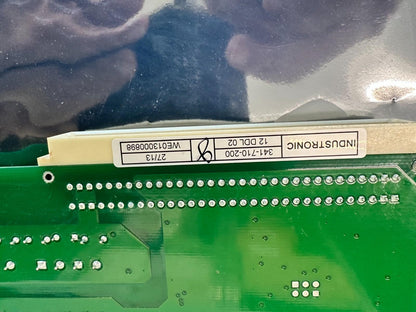 INDUSTRONIC
341-710-200
12 DDL 02
27/13
WE013000898